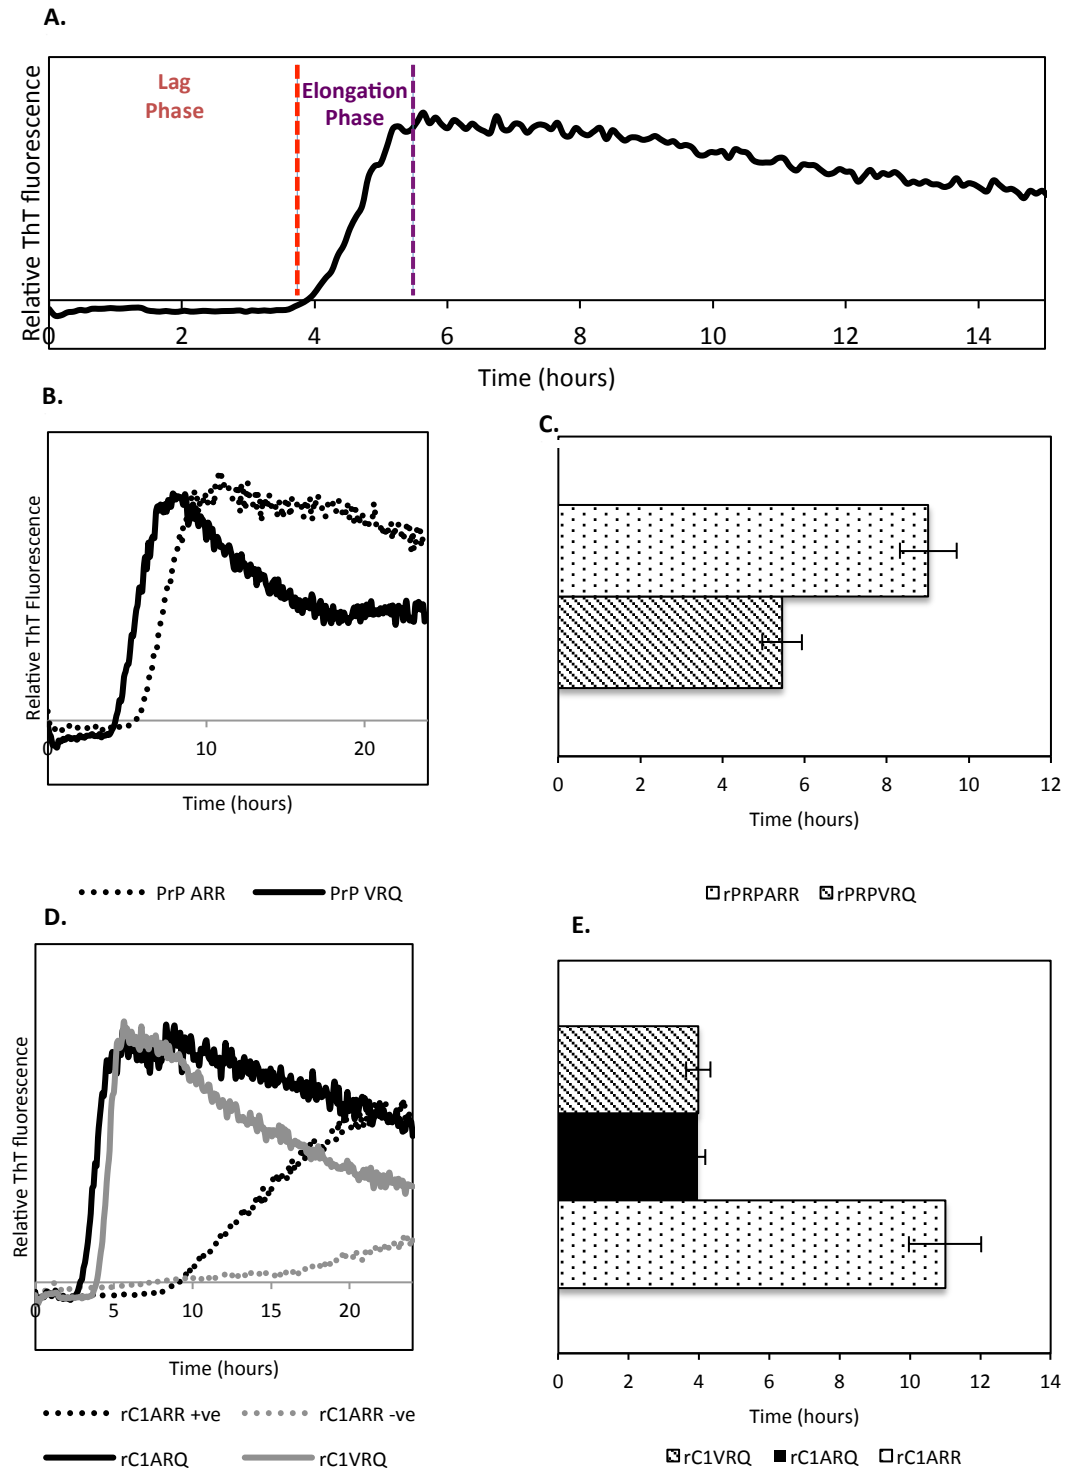 A.
Relative ThT fluorescence
Lag
Phase
Elongation
Phase
0 2 4 6 8 10 12 14
Time (hours)
B.
Relative ThT Fluorescence
0 10 20
Time (hours)
PrP ARR PrP VRQ
C.
0 2 4 6 8 10 12
Time (hours)
rPRPARR rPRPVRQ
D.
Relative ThT fluorescence
0 5 10 15 20
Time (hours)
rC1ARR +ve rC1ARR -ve
rC1ARQ rC1VRQ
E.
0 2 4 6 8 10 12 14
Time (hours)
rC1VRQ rC1ARQ rC1ARR